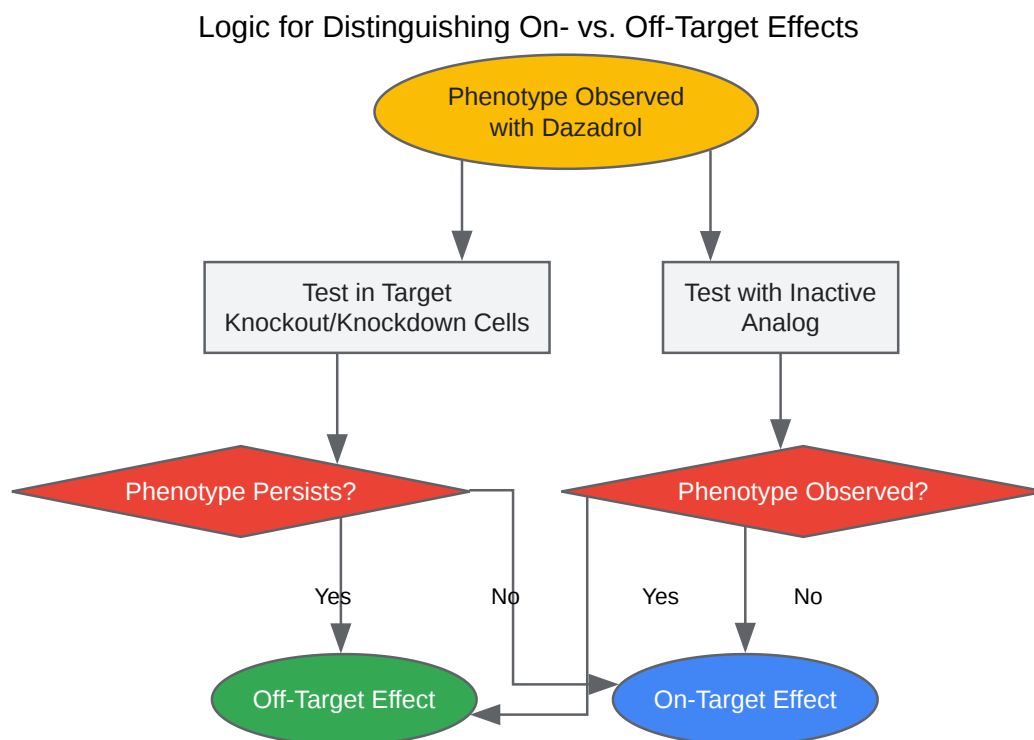 Logic for Distinguishing On- vs. Off-Target Effects
Phenotype Observed
with Dazadrol
Test in Target
Knockout/Knockdown Cells
Test with Inactive
Analog
Phenotype Persists?
Phenotype Observed?
Yes
No
Yes
No
Off-Target Effect
On-Target Effect